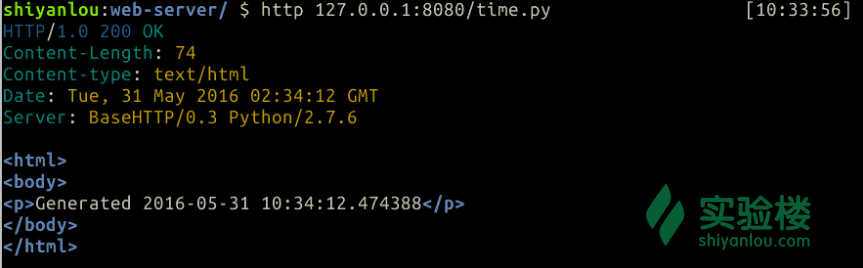 shiyanlou:web-server/ $ http 127.0.0.1:8080/time.py [10:33:56]
HTTP/1.0 200 OK
Content-Length: 74
Content-type: text/html
Date: Tue, 31 May 2016 02:34:12 GMT
Server: BaseHTTP/0.3 Python/2.7.6
<html>
<body>
<p>Generated 2016-05-31 10:34:12.474388</p>
</body>
</html>
实验楼
shiyanlou.com